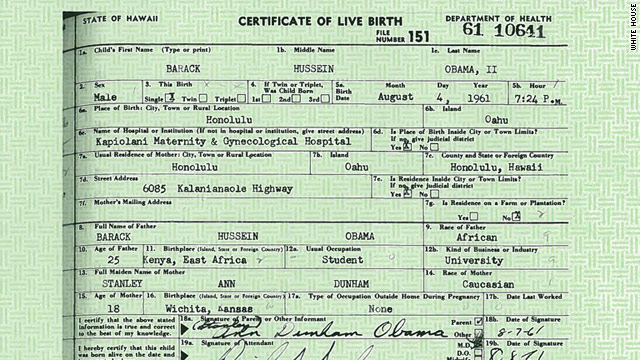 STATE OF HAWAII CERTIFICATE OF LIVE BIRTH DEPARTMENT OF HEALTH
FILE NUMBER 151 61 10641
1a. Child's First Name (Type or print) 1b. Middle Name 1c. Last Name
BARACK HUSSEIN OBAMA, II
2. Sex 3. This Birth 4. If Twin or Triplet, Was Child Born 5a. Birth Date Month Day Year 5b. Hour
Male Single X Twin Triplet 1st 2nd 3rd August 4, 1961 7:24 P.M.
6a. Place of Birth: City, Town or Rural Location 6b. Island
Honolulu Oahu
6c. Name of Hospital or Institution (If not in hospital or institution, give street address) 6d. Is Place of Birth Inside City or Town Limits? If no, give judicial district
Kapiolani Maternity & Gynecological Hospital Yes X No
7a. Usual Residence of Mother: City, Town or Rural Location 7b. Island 7c. County and State or Foreign Country
Honolulu Oahu Honolulu, Hawaii
7d. Street Address 7e. Is Residence Inside City or Town Limits? If no, give judicial district
6085 Kalanianaole Highway Yes X No
7f. Mother's Mailing Address 7g. Is Residence on a Farm or Plantation?
Yes No X
8. Full Name of Father 9. Race of Father
BARACK HUSSEIN OBAMA African 9
10. Age of Father 11. Birthplace (Island, State or Foreign Country) 12a. Usual Occupation 12b. Kind of Business or Industry
25 Kenya, East Africa Student University 9
13. Full Maiden Name of Mother 14. Race of Mother
STANLEY ANN DUNHAM Caucasian
15. Age of Mother 16. Birthplace (Island, State or Foreign Country) 17a. Type of Occupation Outside Home During Pregnancy 17b. Date Last Worked
18 Wichita, Kansas None
I certify that the above stated information is true and correct to the best of my knowledge. 18a. Signature of Parent or Other Informant Parent Other 18b. Date of Signature
(Stanley) Ann Dunham Obama 8-7-61
I hereby certify that this child was born alive on the date and 19a. Signature of Attendant M.D. D.O. 19b. Date of Signature
WHITE HOUSE